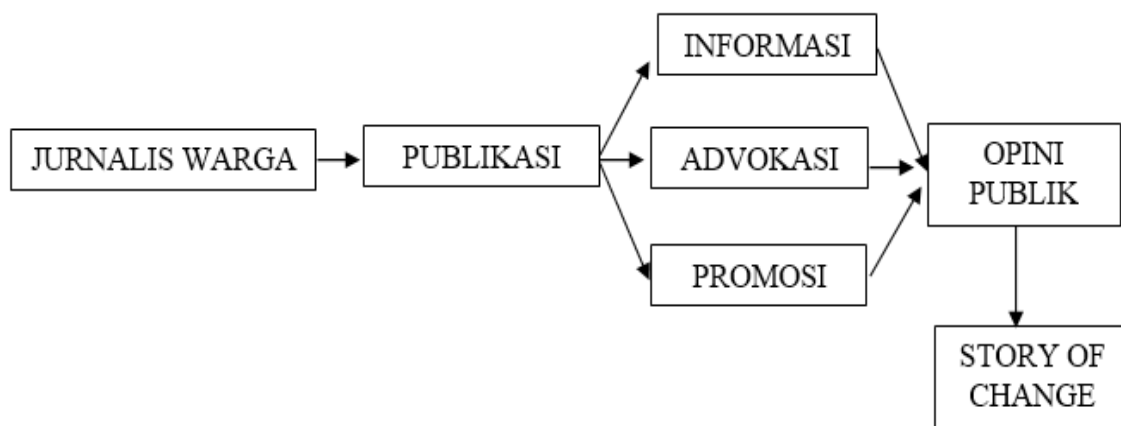 JURNALIS WARGA
PUBLIKASI
INFORMASI
ADVOKASI
PROMOSI
OPINI
PUBLIK
STORY OF
CHANGE